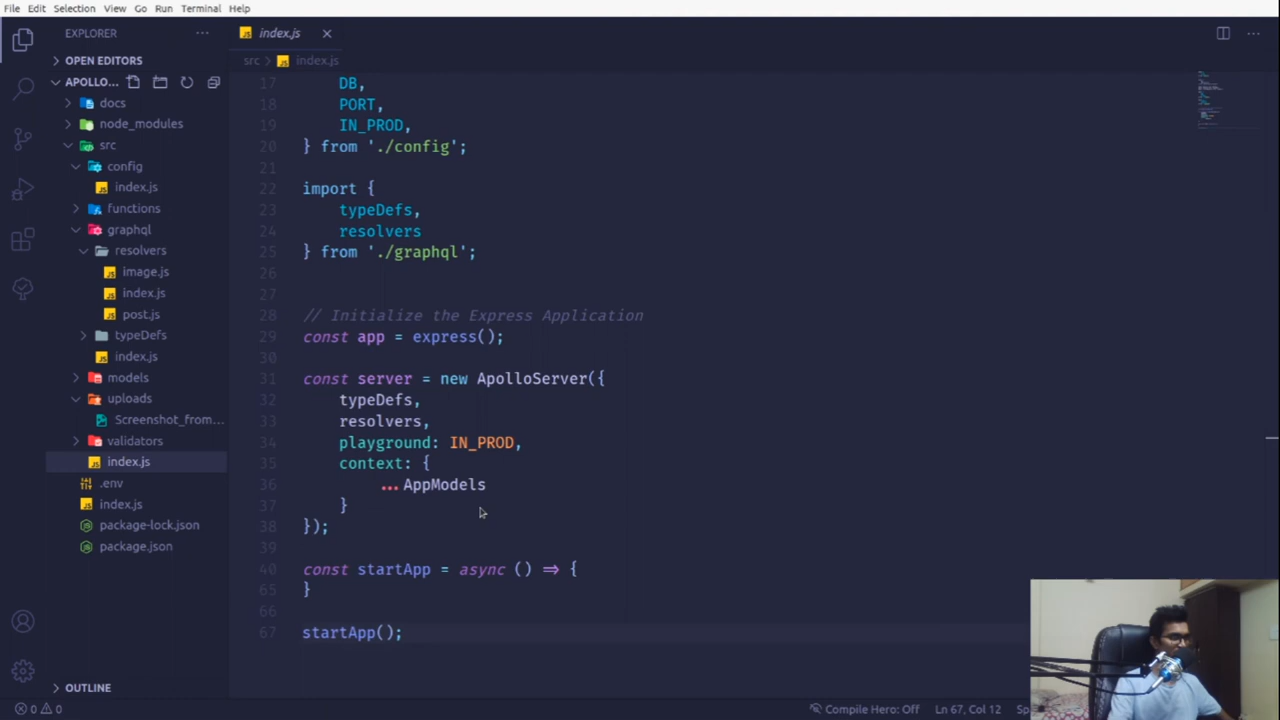 File Edit Selection View Go Run Terminal Help
EXPLORER
OPEN EDITORS
APOLLO...
docs
node_modules
src
config
index.js
functions
graphql
resolvers
image.js
index.js
post.js
typeDefs
index.js
models
uploads
Screenshot_from...
validators
index.js
.env
index.js
package-lock.json
package.json
OUTLINE
index.js
src index.js
17 DB,
18 PORT,
19 IN_PROD,
20 } from './config';
21
22 import {
23 typeDefs,
24 resolvers
25 } from './graphql';
26
27
28 // Initialize the Express Application
29 const app = express();
30
31 const server = new ApolloServer({
32 typeDefs,
33 resolvers,
34 playground: IN_PROD,
35 context: {
36 ...AppModels
37 }
38 });
39
40 const startApp = async () => {
65 }
66
67 startApp();
0 0
Compile Hero: Off Ln 67, Col 12